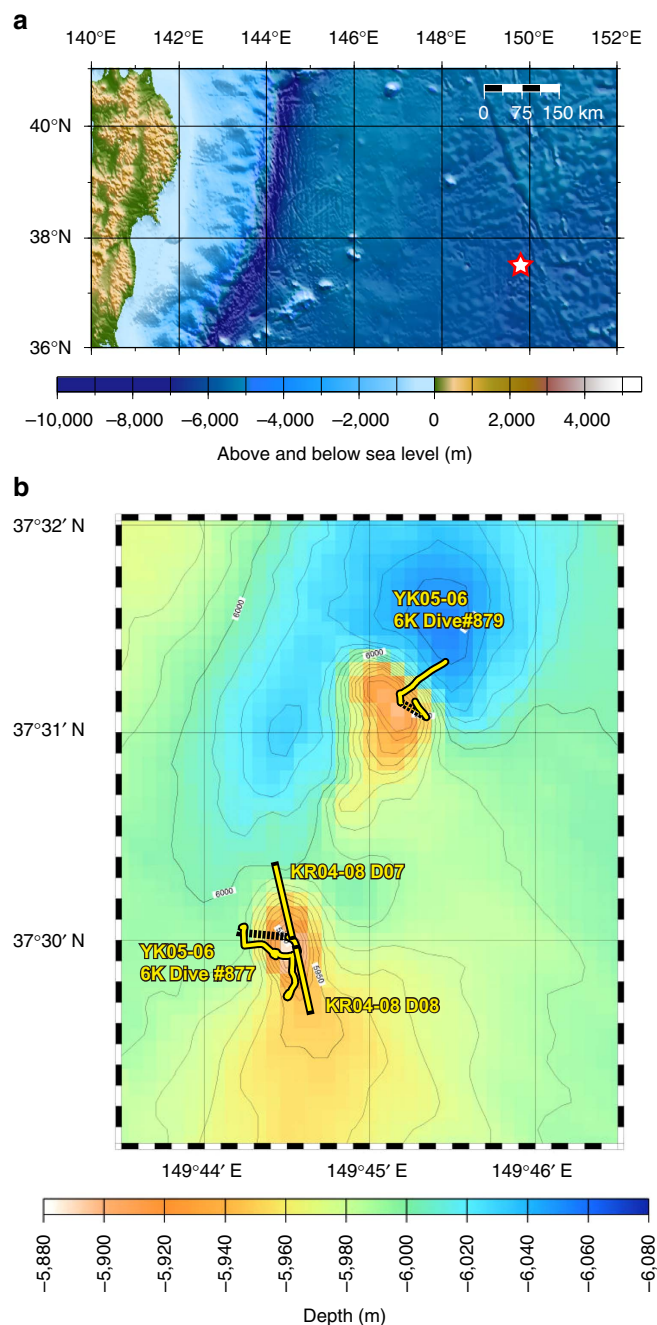 a
140°E 142°E 144°E 146°E 148°E 150°E 152°E
40°N
38°N
36°N
0 75 150 km
–10,000 –8,000 –6,000 –4,000 –2,000 0 2,000 4,000
Above and below sea level (m)
b
37°32′ N
37°31′ N
37°30′ N
6000
YK05-06
6K Dive#879
6000
KR04-08 D07
6000
YK05-06
6K Dive #877
5950
KR04-08 D08
149°44′ E 149°45′ E 149°46′ E
–5,880 –5,900 –5,920 –5,940 –5,960 –5,980 –6,000 –6,020 –6,040 –6,060 –6,080
Depth (m)